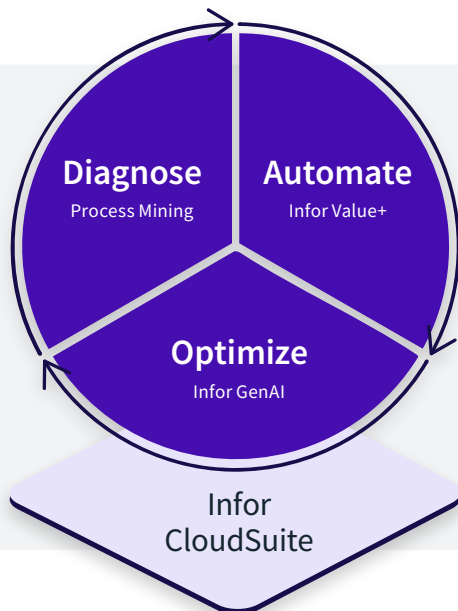 Diagnose
Process Mining
Automate
Infor Value+
Optimize
Infor GenAI
Infor
CloudSuite